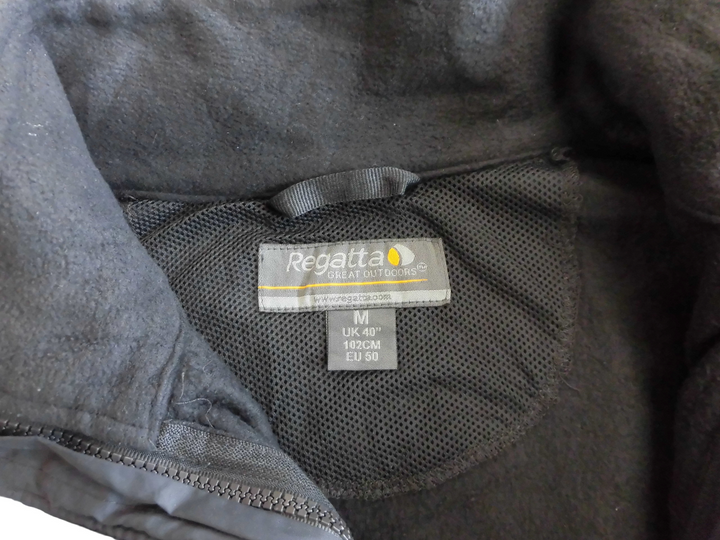 Regatta
GREAT OUTDOORS
www.regatta.com
M
UK 40"
102CM
EU 50